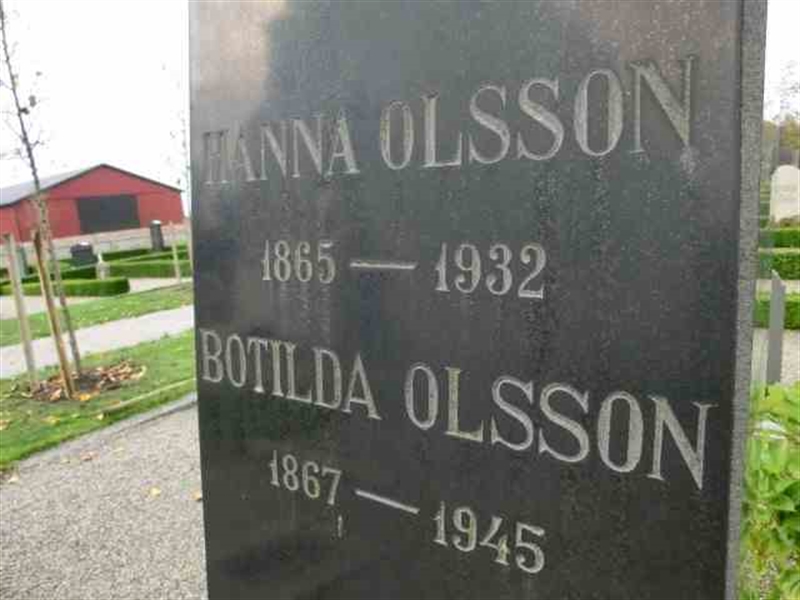 HANNA OLSSON
1865 — 1932
BOTILDA OLSSON
1867 — 1945